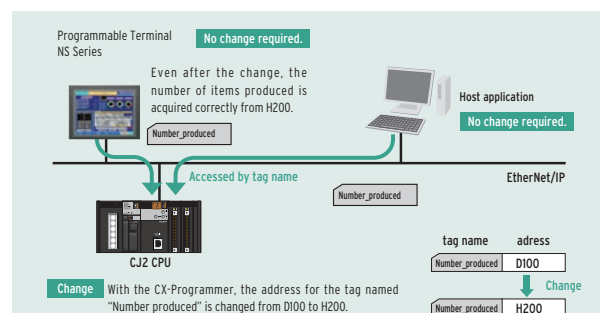 Programmable Terminal
NS Series
No change required.
Even after the change, the
number of items produced is
acquired correctly from H200.
Number_produced
Host application
No change required.
Accessed by tag name
EtherNet/IP
Number_produced
CJ2 CPU
tag name adress
Number_produced D100
Change
Number_produced H200
Change With the CX-Programmer, the address for the tag named
“Number produced” is changed from D100 to H200.